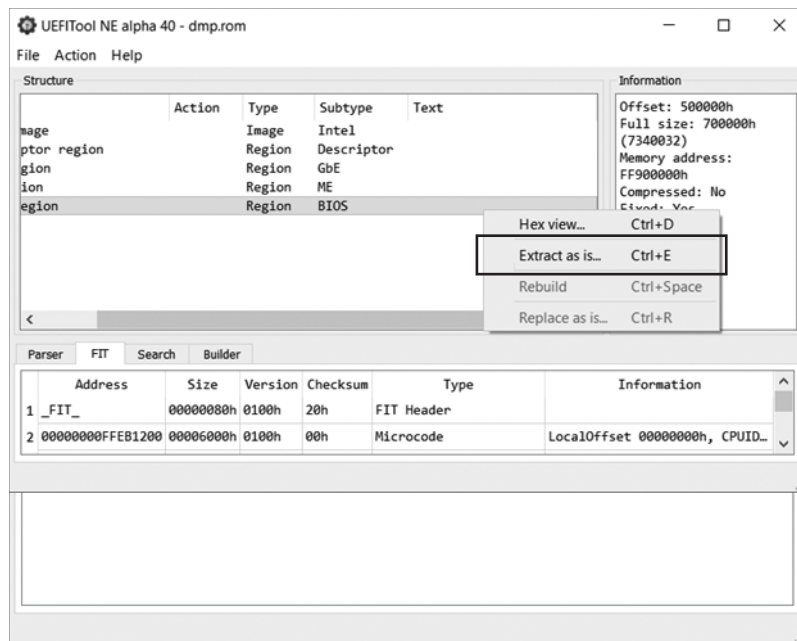 UEFITool NE alpha 40 - dmp.rom
File Action Help
Structure
Information
Action Type Subtype Text
mage Image Intel
ptor region Region Descriptor
gion Region GbE
ion Region ME
egion Region BIOS
Offset: 500000h
Full size: 700000h
(7340032)
Memory address:
FF900000h
Compressed: No
Fixed: Yes
Hex view... Ctrl+D
Extract as is... Ctrl+E
Rebuild Ctrl+Space
Replace as is... Ctrl+R
Parser FIT Search Builder
Address Size Version Checksum Type Information
1 _FIT_ 00000080h 0100h 20h FIT Header
2 00000000FFEB1200 00006000h 0100h 00h Microcode LocalOffset 00000000h, CPUID…